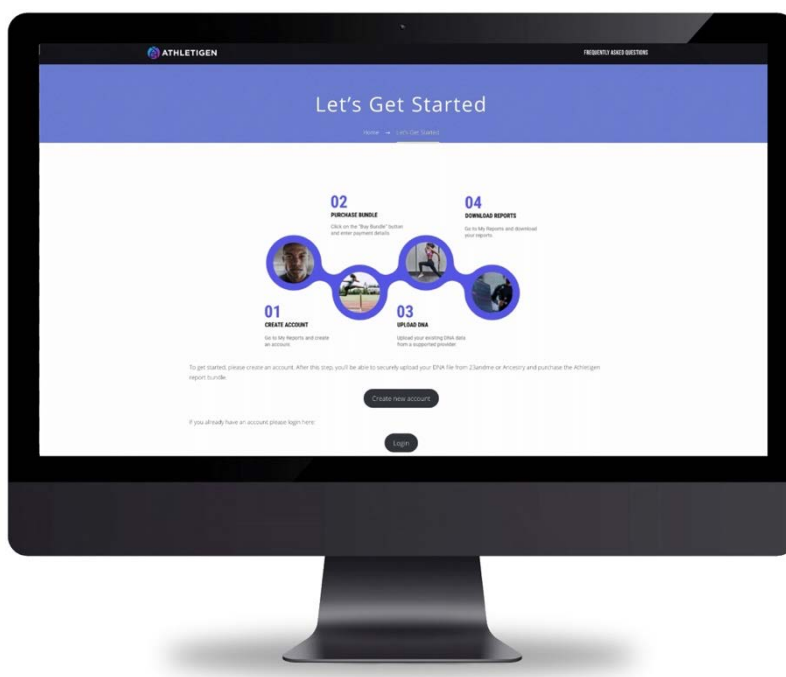 ATHLETIGEN
FREQUENTLY ASKED QUESTIONS
Let's Get Started
Home → Let's Get Started
02
PURCHASE BUNDLE
Click on the "Buy Bundle" button
and enter payment details.
04
DOWNLOAD REPORTS
Go to My Reports and download
your reports.
01
CREATE ACCOUNT
Go to My Reports and create
an account.
03
UPLOAD DNA
Upload your existing DNA data
from a supported provider.
To get started, please create an account. After this step, you'll be able to securely upload your DNA file from 23andme or Ancestry and purchase the Athletigen
report bundle.
Create new account
If you already have an account please login here:
Login